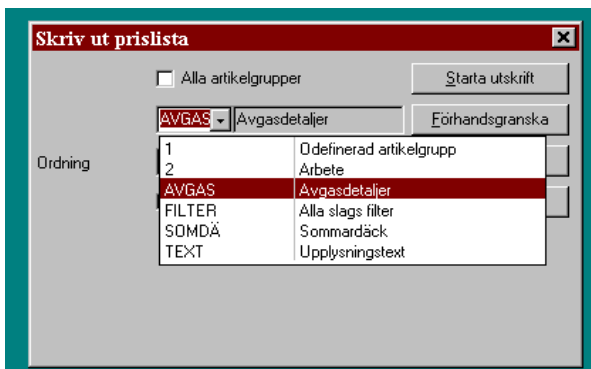 Skriv ut prislista
Alla artikelgrupper
Starta utskrift
AVGAS Avgasdetaljer
Förhandsgranska
Ordning
1 Odefinerad artikelgrupp
2 Arbete
AVGAS Avgasdetaljer
FILTER Alla slags filter
SOMDÄ Sommardäck
TEXT Upplysningstext